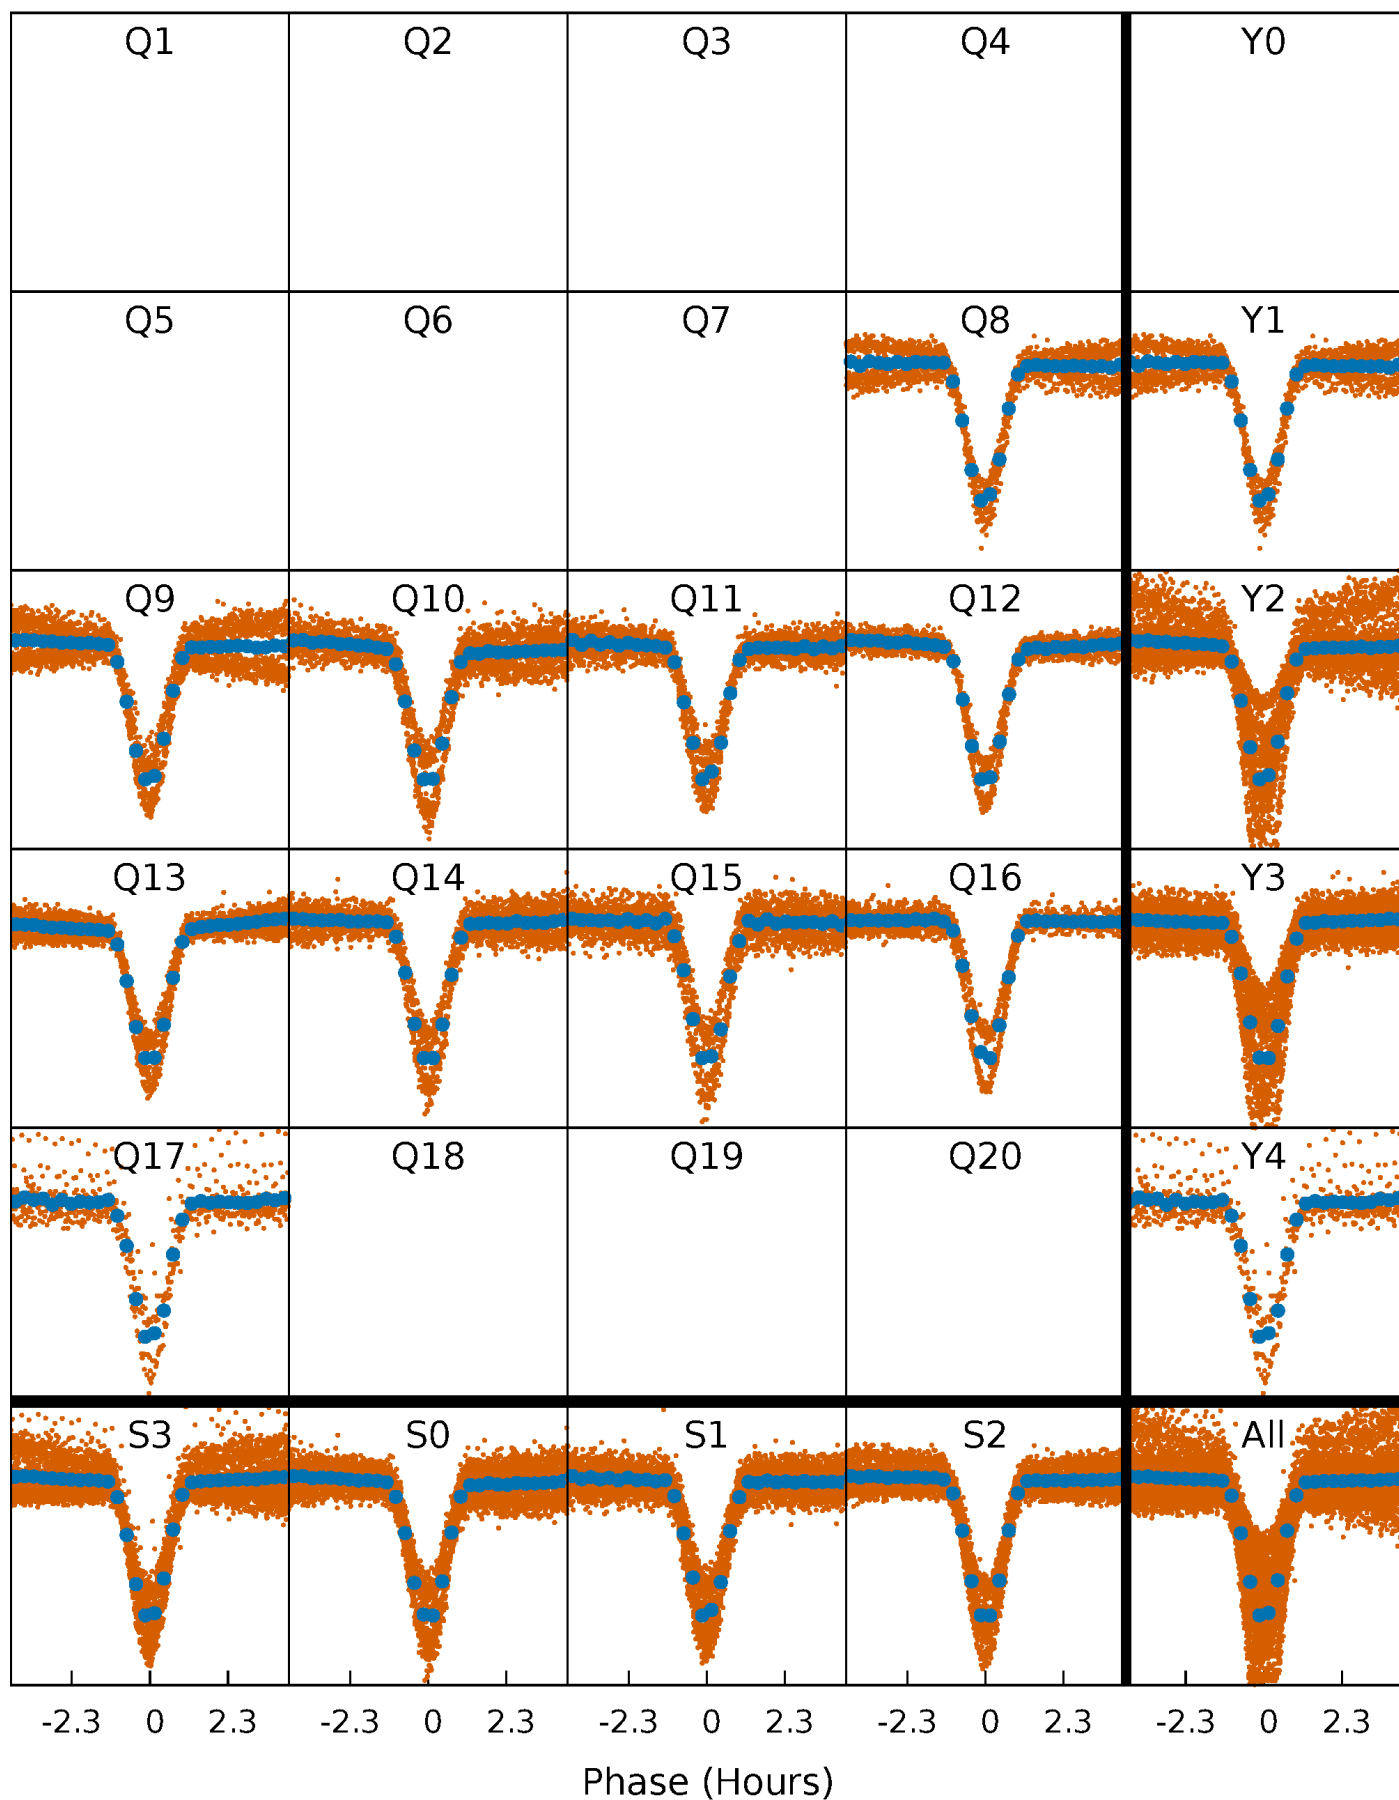 Q1 Q2 Q3 Q4 Y0
Q5 Q6 Q7 Q8 Y1
Q9 Q10 Q11 Q12 Y2
Q13 Q14 Q15 Q16 Y3
Q17 Q18 Q19 Q20 Y4
S3 S0 S1 S2 All
-2.3 0 2.3 -2.3 0 2.3 -2.3 0 2.3 -2.3 0 2.3 -2.3 0 2.3
Phase (Hours)